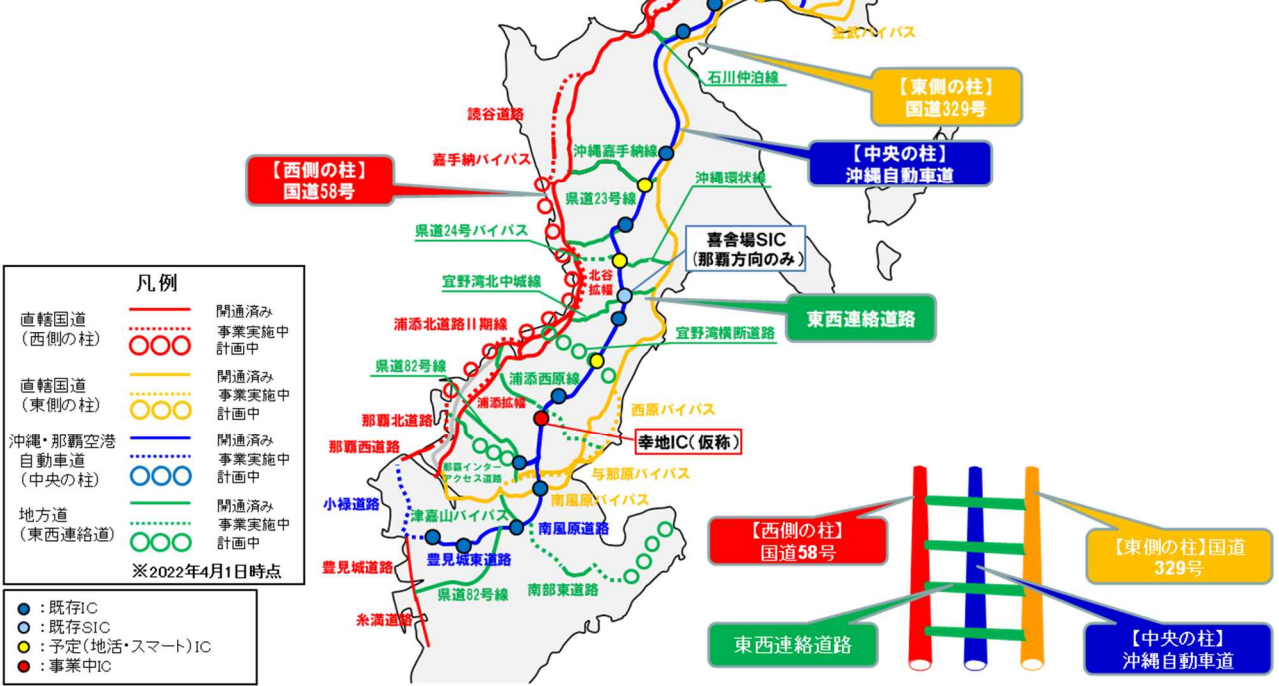 金武バイパス
石川仲泊線
【東側の柱】
国道329号
読谷道路
嘉手納バイパス
沖縄嘉手納線
【中央の柱】
沖縄自動車道
【西側の柱】
国道58号
沖縄環状線
県道23号線
県道24号バイパス
喜舎場SIC
(那覇方向のみ)
北谷
拡幅
宜野湾北中城線
東西連絡道路
浦添北道路II期線
宜野湾横断道路
県道82号線
浦添西原線
浦添拡幅
西原バイパス
那覇北道路
幸地IC(仮称)
那覇西道路
那覇インター
アクセス道路
与那原バイパス
小禄道路
南風原バイパス
津嘉山バイパス
南風原道路
豊見城東道路
豊見城道路
県道82号線
南部東道路
糸満道路
凡例
直轄国道
(西側の柱)
開通済み
事業実施中
計画中
直轄国道
(東側の柱)
開通済み
事業実施中
計画中
沖縄・那覇空港
自動車道
(中央の柱)
開通済み
事業実施中
計画中
地方道
(東西連絡道)
開通済み
事業実施中
計画中
※2022年4月1日時点
:既存IC
:既存SIC
:予定(地活・スマート)IC
:事業中IC
【西側の柱】
国道58号
【東側の柱】国道
329号
東西連絡道路
【中央の柱】
沖縄自動車道